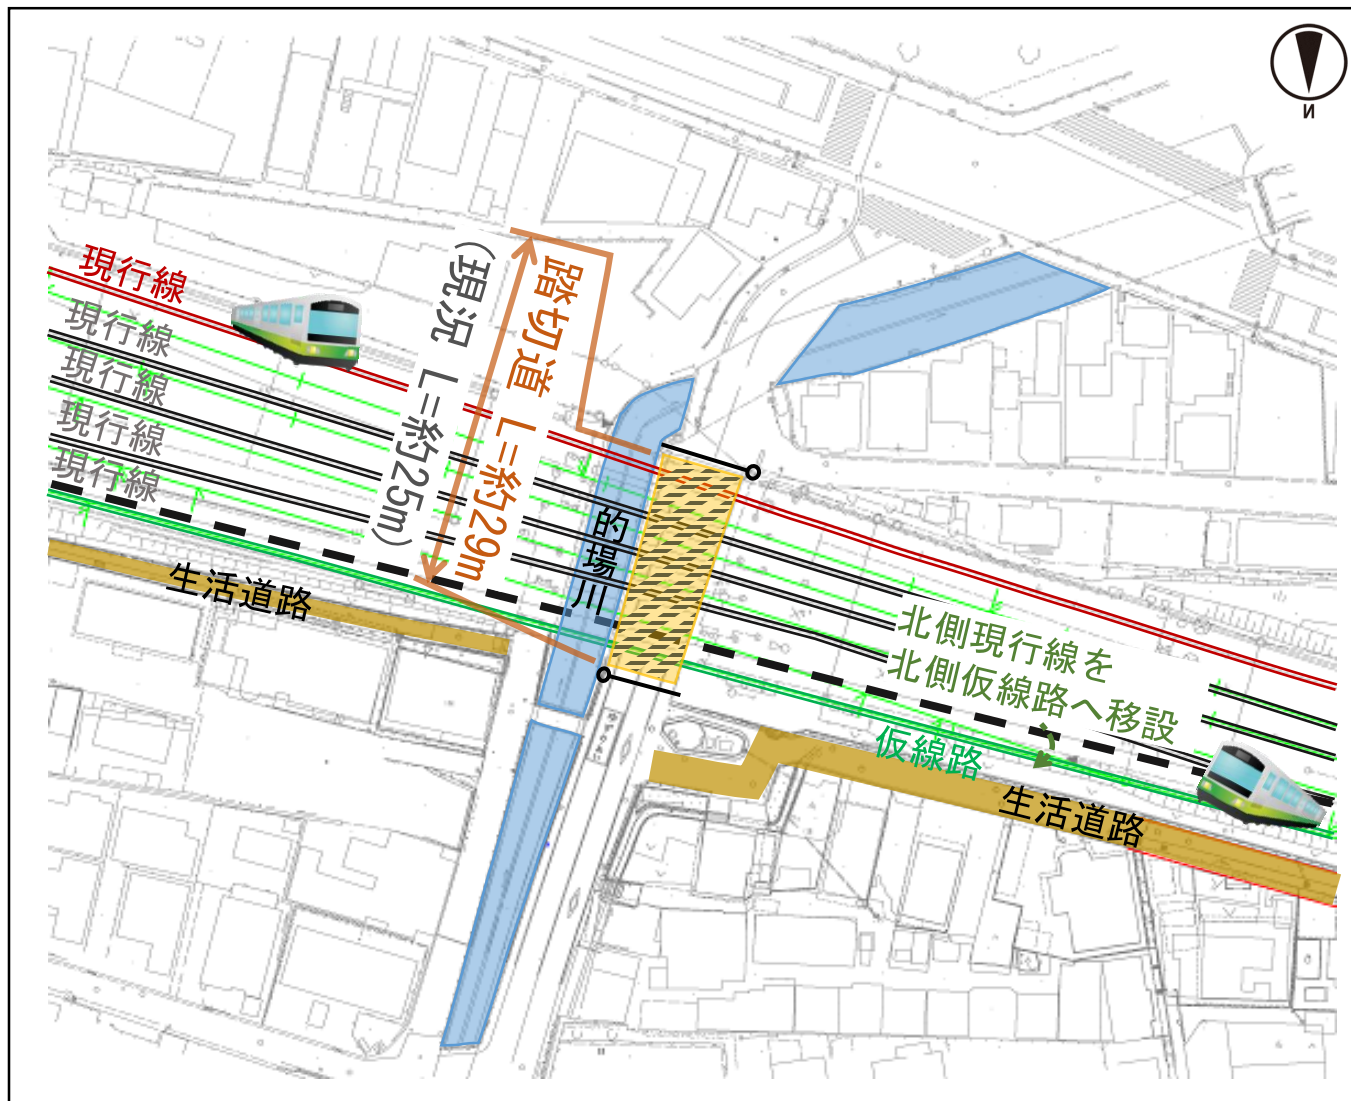 N
現行線
現行線
現行線
現行線
現行線
(現況 L=約25m)
踏切道 L=約29m
的場川
生活道路
北側現行線を
北側仮線路へ移設
仮線路
生活道路